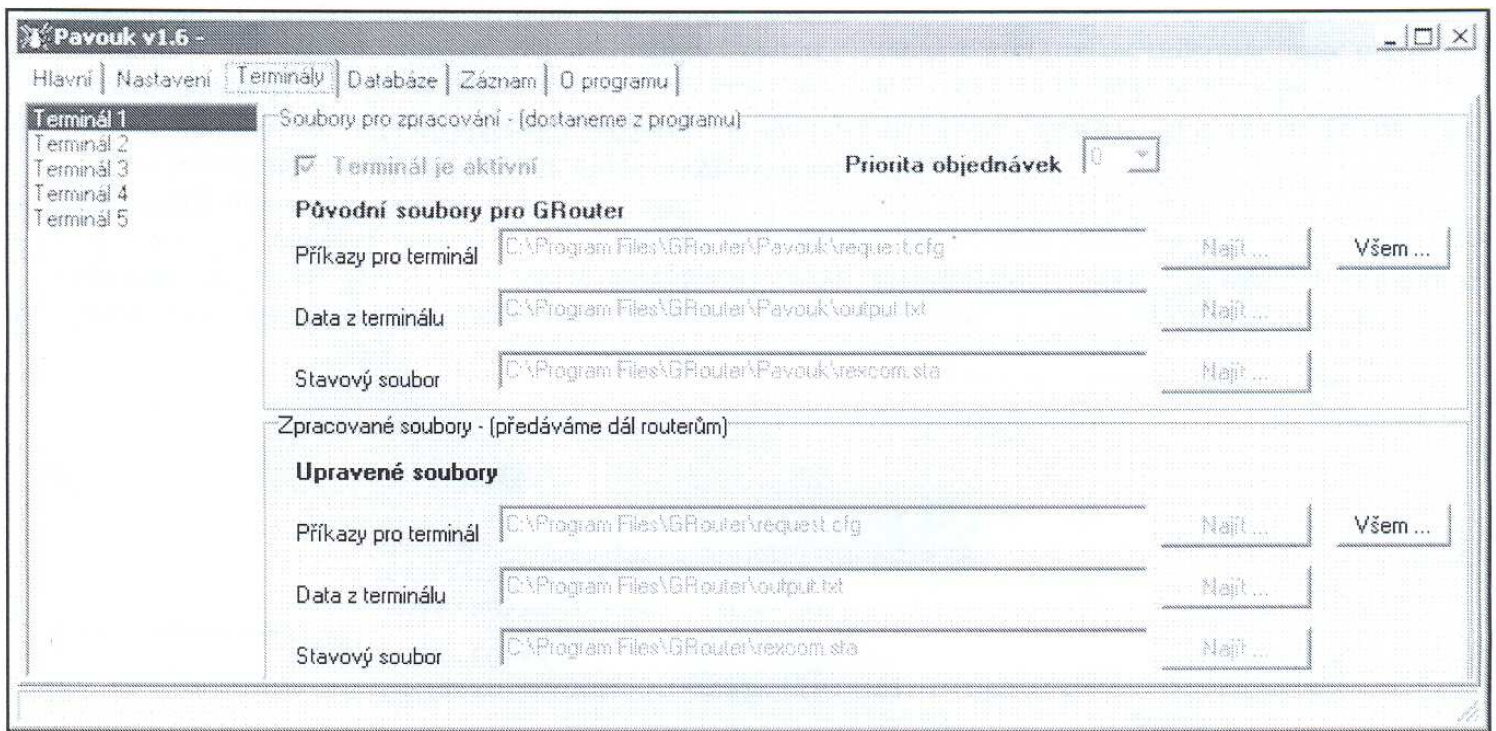 Pavouk v1.6 -
Hlavní Nastavení Terminály Databáze Záznam O programu
Terminál 1
Terminál 2
Terminál 3
Terminál 4
Terminál 5
Soubory pro zpracování - (dostaneme z programu)
Terminál je aktivní
Priorita objednávek 0
Původní soubory pro GRouter
Příkazy pro terminál C:\Program Files\GRouter\Pavouk\request.cfg Najít ... Všem ...
Data z terminálu C:\Program Files\GRouter\Pavouk\output.txt Najít ...
Stavový soubor C:\Program Files\GRouter\Pavouk\rexcom.sta Najít ...
Zpracované soubory - (předáváme dál routerům)
Upravené soubory
Příkazy pro terminál C:\Program Files\GRouter\request.cfg Najít ... Všem ...
Data z terminálu C:\Program Files\GRouter\output.txt Najít ...
Stavový soubor C:\Program Files\GRouter\rexcom.sta Najít ...